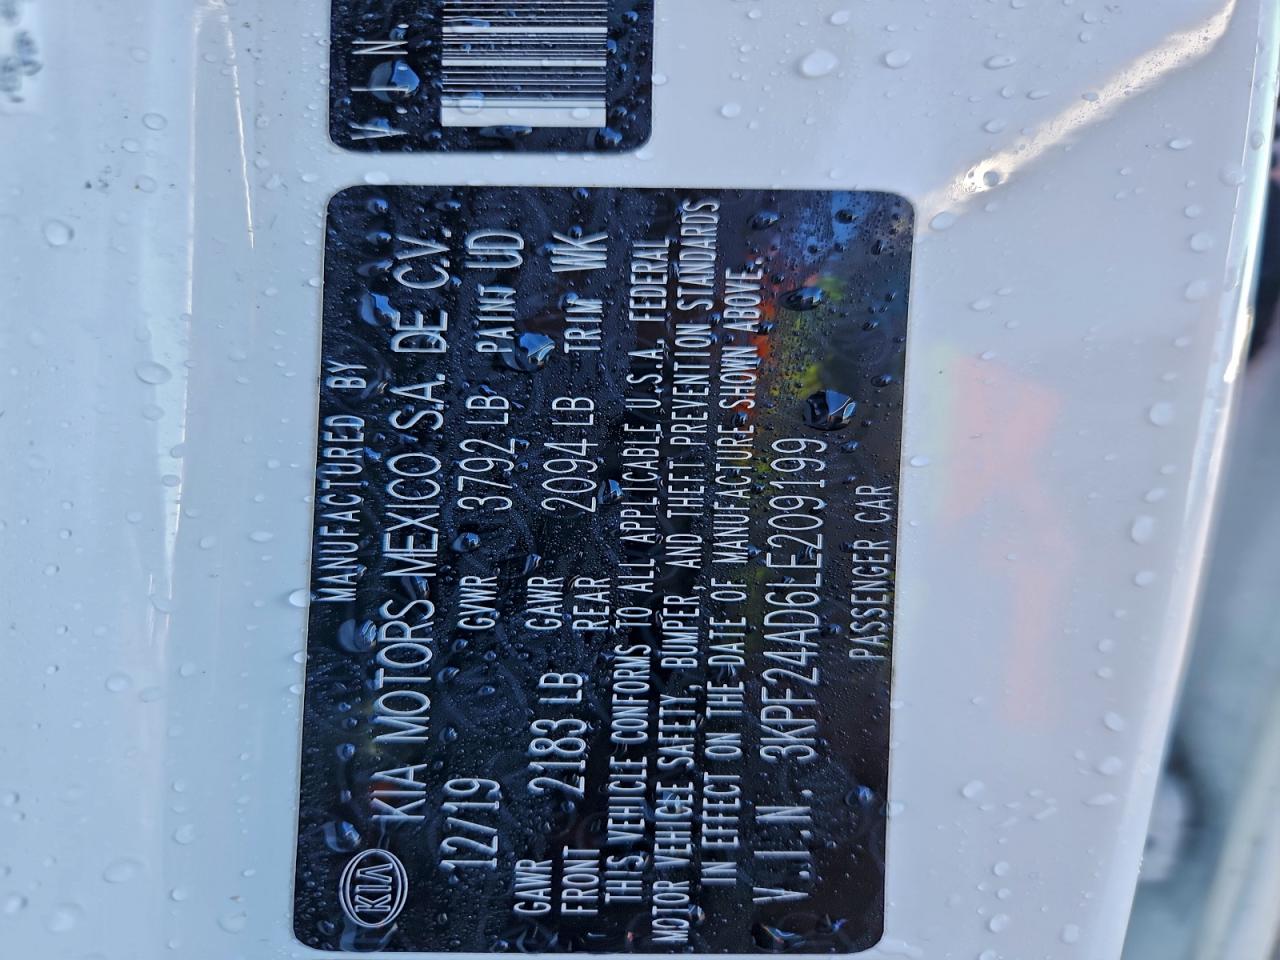 VIN
KIA
MANUFACTURED BY
KIA MOTORS MEXICO S.A. DE C.V.
12/19 GVWR 3792 LB PAINT UD
GAWR FRONT 2183 LB GAWR REAR 2094 LB TRIM WK
THIS VEHICLE CONFORMS TO ALL APPLICABLE U.S.A. FEDERAL
MOTOR VEHICLE SAFETY, BUMPER, AND THEFT PREVENTION STANDARDS
IN EFFECT ON THE DATE OF MANUFACTURE SHOWN ABOVE.
V.I.N. 3KPF24AD6LE209199
PASSENGER CAR